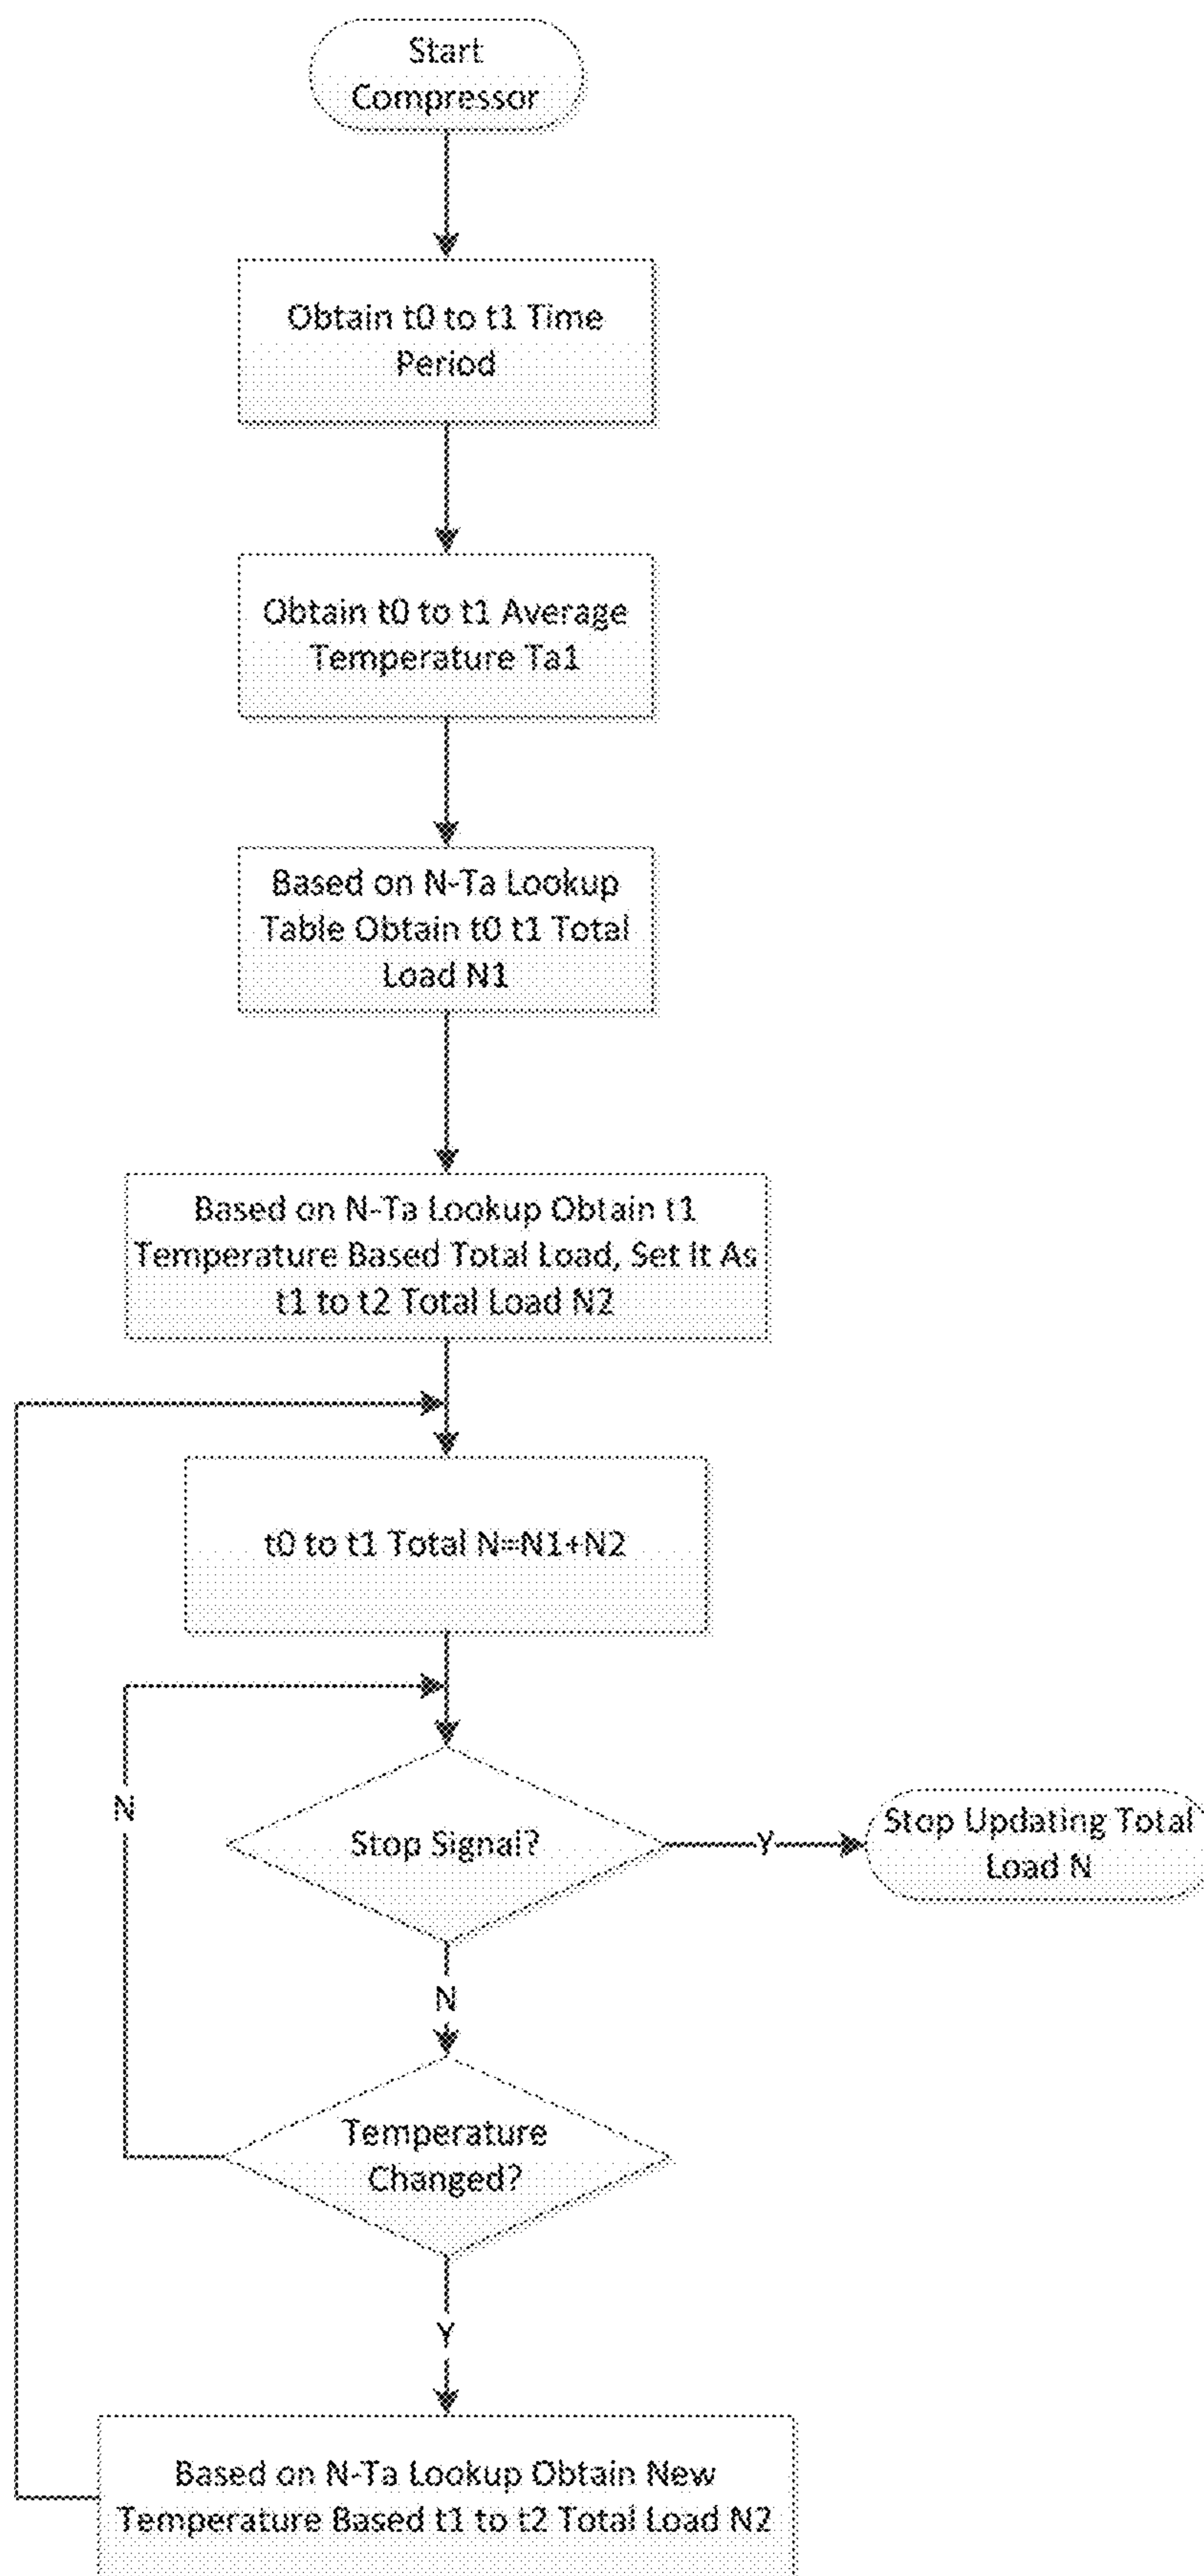 Start
Compressor
Obtain t0 to t1 Time
Period
Obtain t0 to t1 Average
Temperature Ta1
Based on N-Ta Lookup
Table Obtain t0 t1 Total
Load N1
Based on N-Ta Lookup Obtain t1
Temperature Based Total Load, Set It As
t1 to t2 Total Load N2
t0 to t1 Total N=N1+N2
Stop Signal?
Y
Stop Updating Total
Load N
N
N
Temperature
Changed?
Y
Based on N-Ta Lookup Obtain New
Temperature Based t1 to t2 Total Load N2